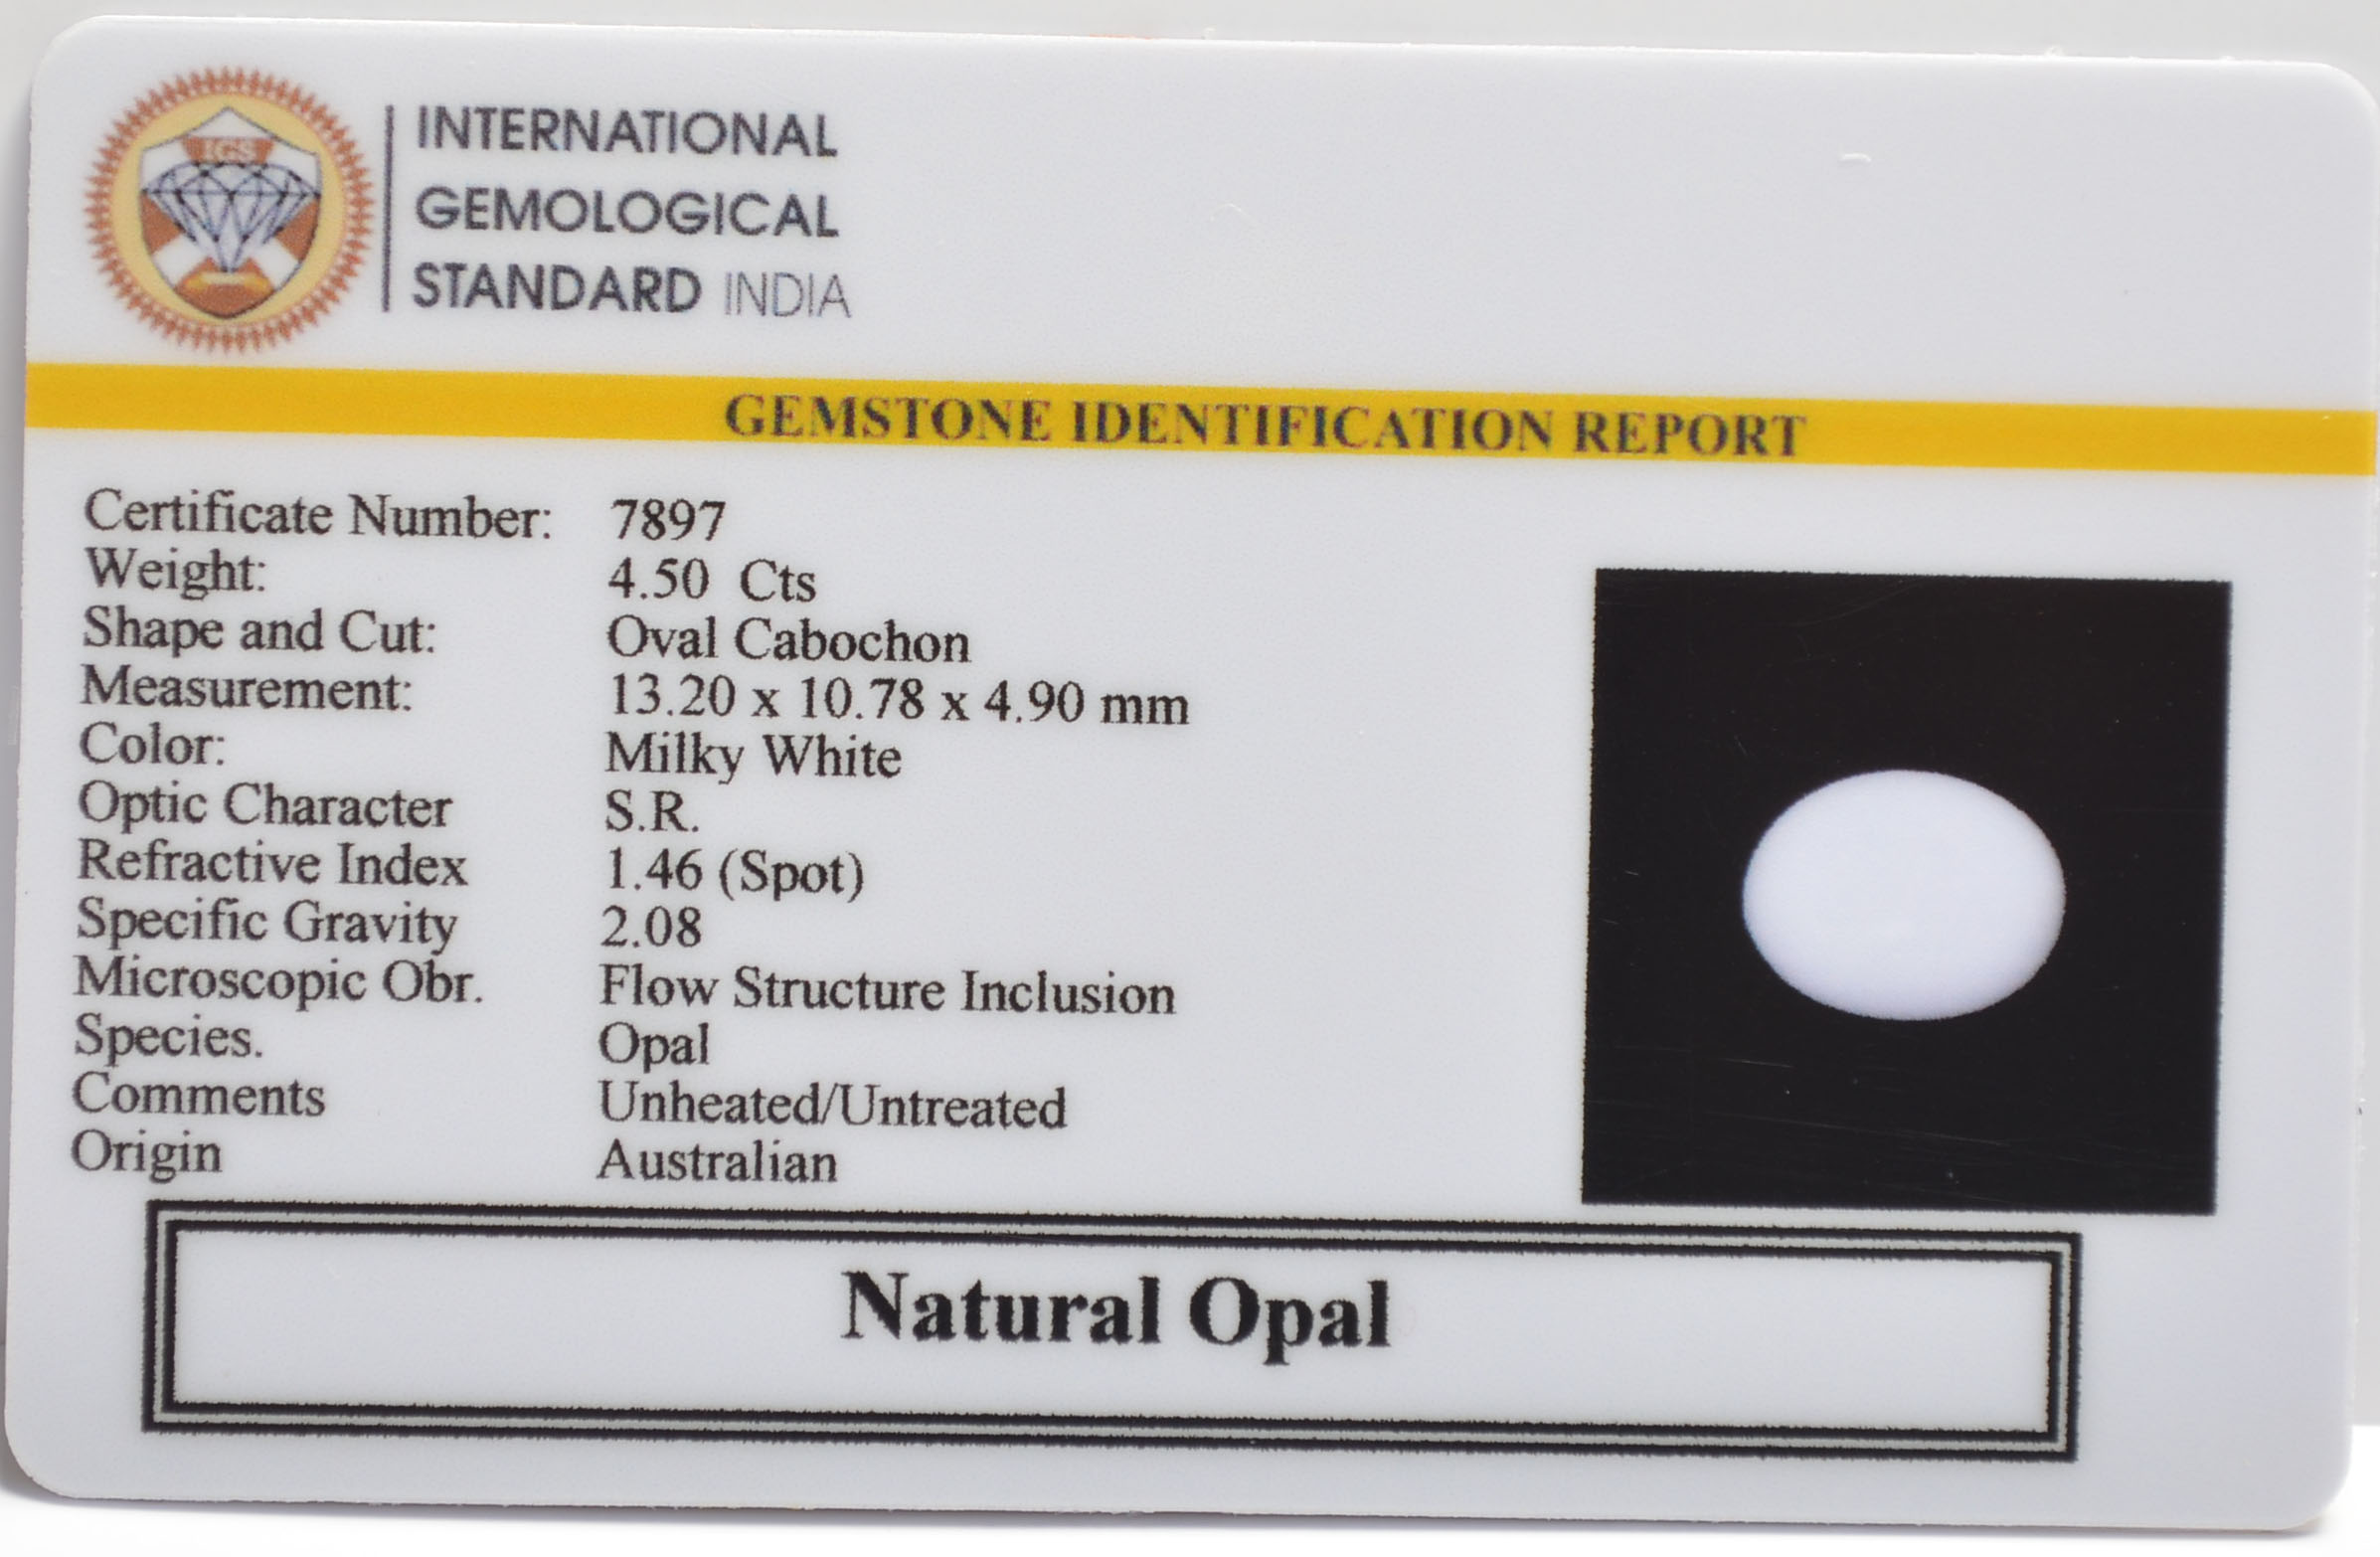 IGS
INTERNATIONAL
GEMOLOGICAL
STANDARD INDIA
GEMSTONE IDENTIFICATION REPORT
Certificate Number: 7897
Weight: 4.50 Cts
Shape and Cut: Oval Cabochon
Measurement: 13.20 x 10.78 x 4.90 mm
Color: Milky White
Optic Character S.R.
Refractive Index 1.46 (Spot)
Specific Gravity 2.08
Microscopic Obr. Flow Structure Inclusion
Species. Opal
Comments Unheated/Untreated
Origin Australian
Natural Opal